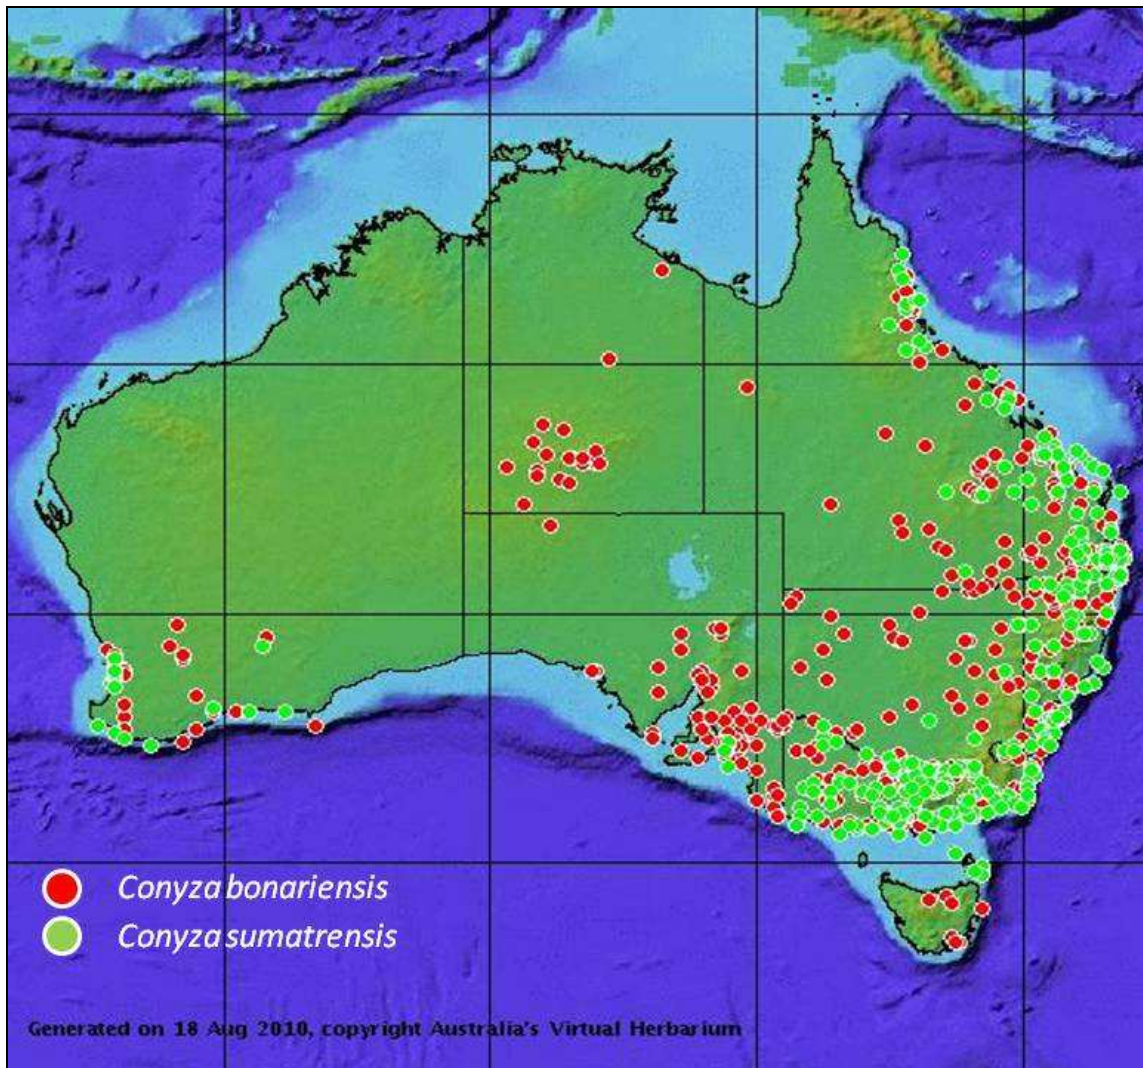 Conyza bonariensis
Conyza sumatrensis
Generated on 18 Aug 2010, copyright Australia's Virtual Herbarium